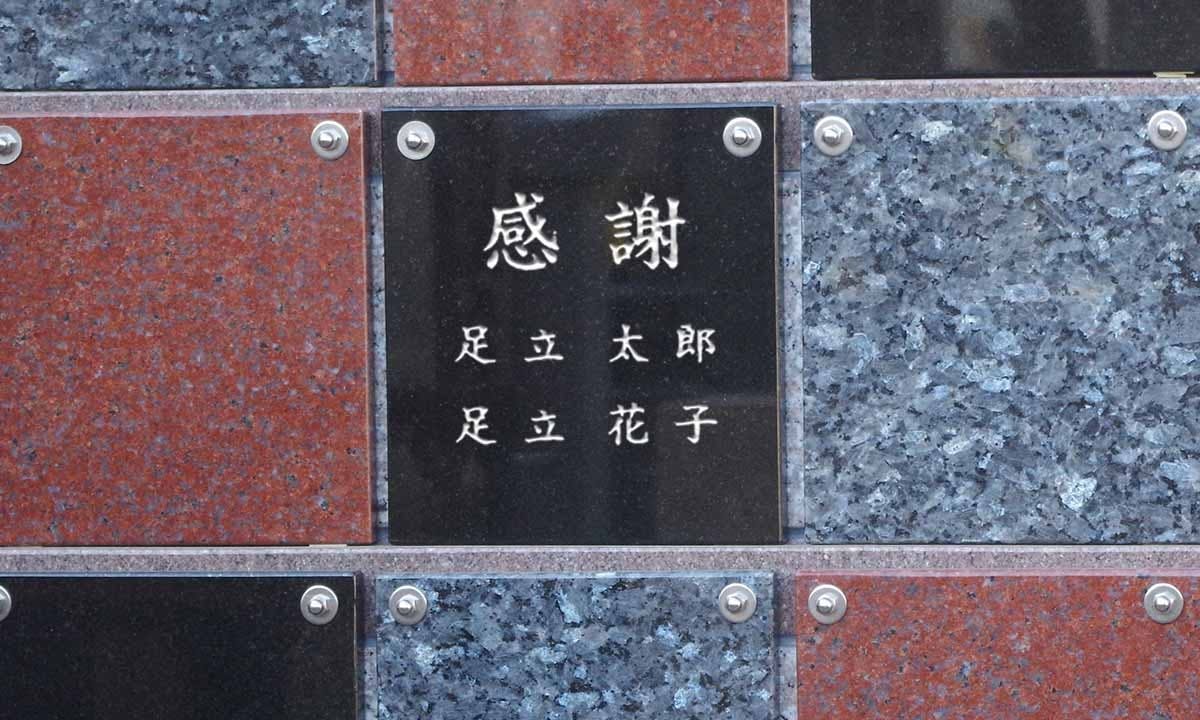 感謝
足立 太郎
足立 花子